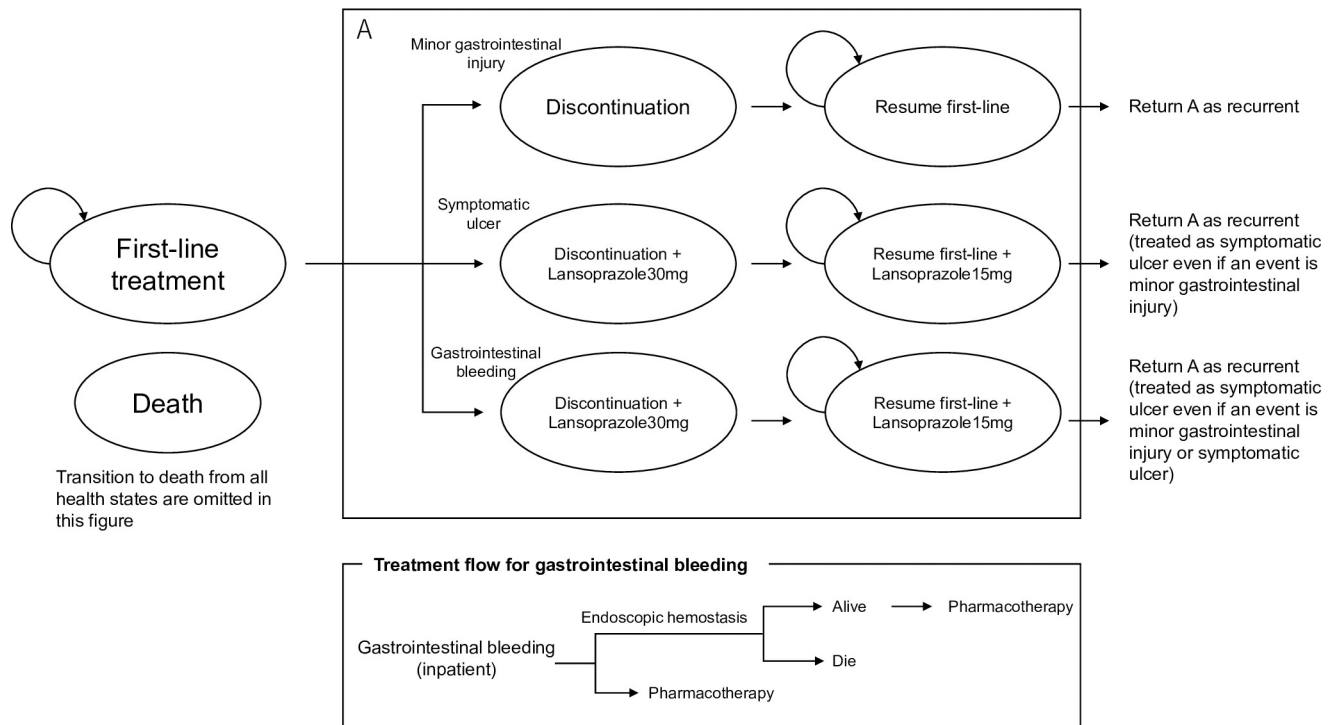 A
Minor gastrointestinal
injury
Discontinuation
Resume first-line
Return A as recurrent
First-line
treatment
Symptomatic
ulcer
Discontinuation +
Lansoprazole30mg
Resume first-line +
Lansoprazole15mg
Return A as recurrent
(treated as symptomatic
ulcer even if an event is
minor gastrointestinal
injury)
Death
Transition to death from all
health states are omitted in
this figure
Gastrointestinal
bleeding
Discontinuation +
Lansoprazole30mg
Resume first-line +
Lansoprazole15mg
Return A as recurrent
(treated as symptomatic
ulcer even if an event is
minor gastrointestinal
injury or symptomatic
ulcer)
Treatment flow for gastrointestinal bleeding
Gastrointestinal bleeding
(inpatient)
Endoscopic hemostasis
Alive
Pharmacotherapy
Die
Pharmacotherapy